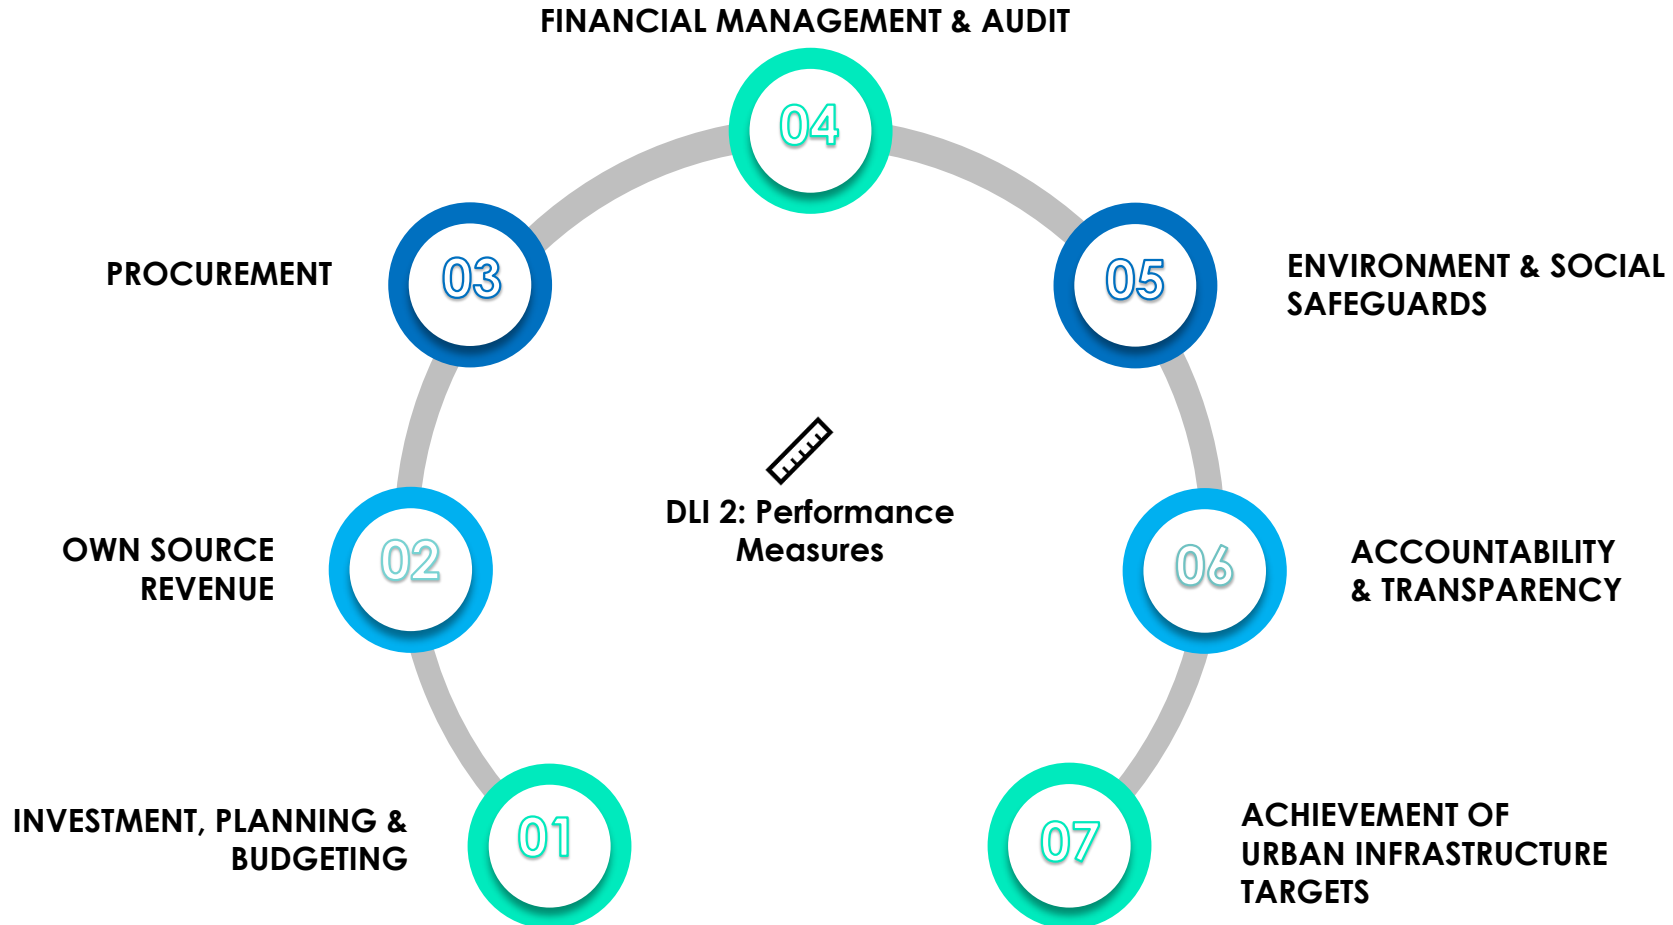 FINANCIAL MANAGEMENT & AUDIT
04
03
PROCUREMENT
05
ENVIRONMENT & SOCIAL
SAFEGUARDS
DLI 2: Performance
Measures
02
OWN SOURCE
REVENUE
06
ACCOUNTABILITY
& TRANSPARENCY
01
INVESTMENT, PLANNING &
BUDGETING
07
ACHIEVEMENT OF
URBAN INFRASTRUCTURE
TARGETS